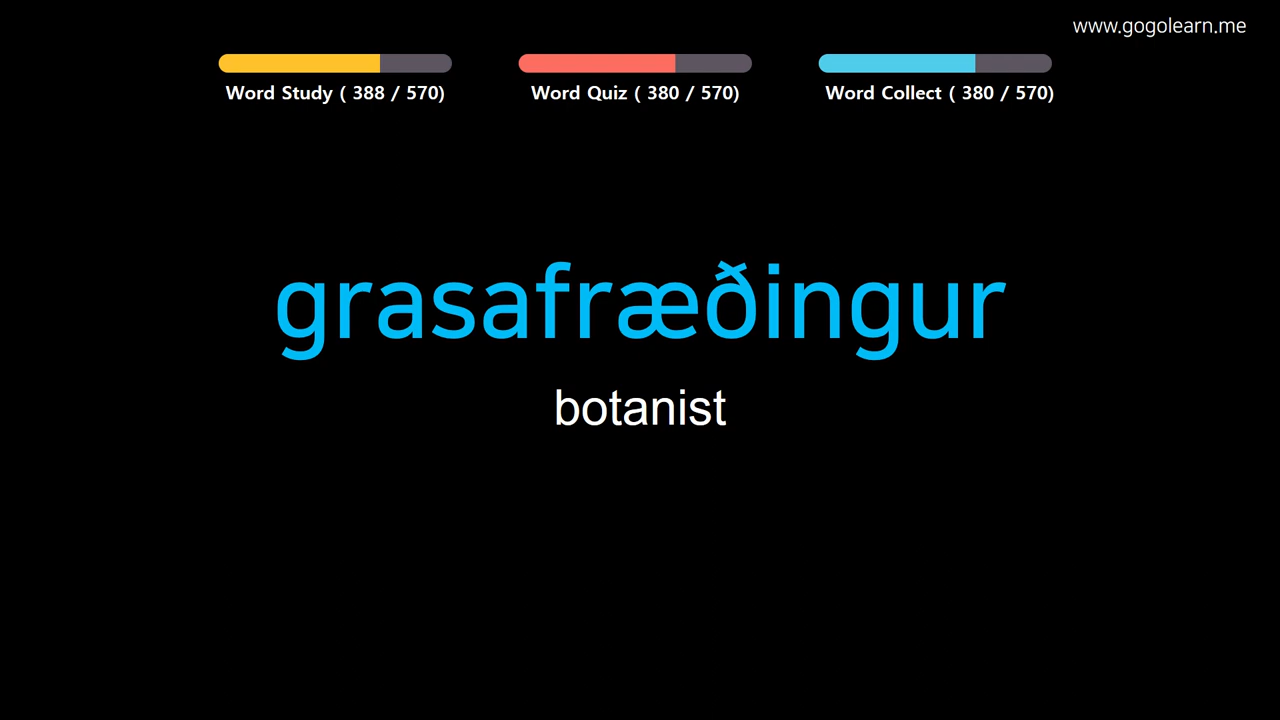 www.gogolearn.me
Word Study ( 388 / 570)
Word Quiz ( 380 / 570)
Word Collect ( 380 / 570)
grasafræðingur
botanist